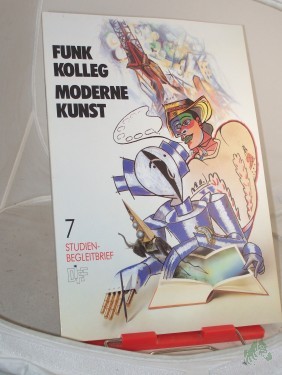 FUNK
KOLLEG
MODERNE
KUNST
7
STUDIEN-
BEGLEITBRIEF